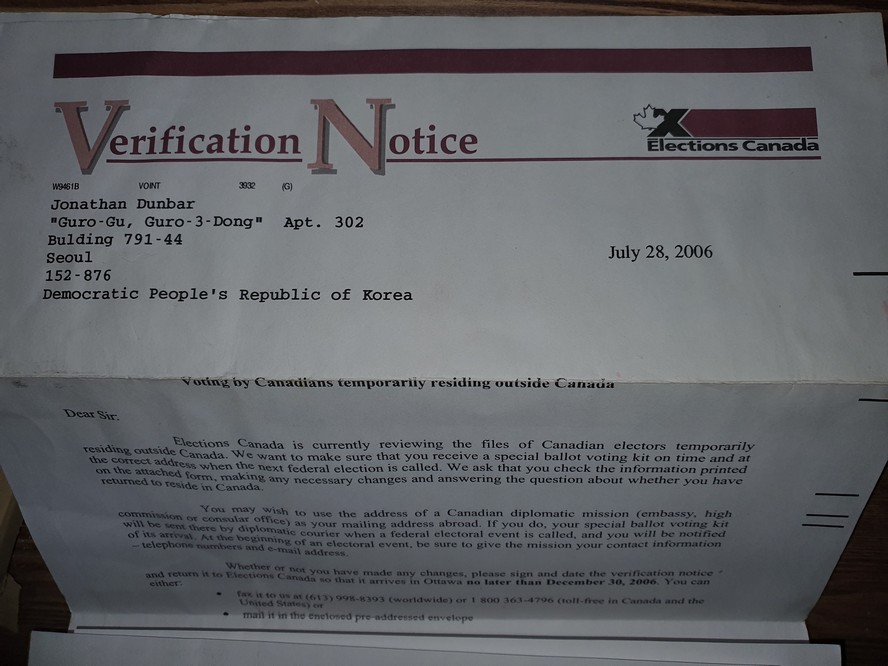 Verification Notice
Elections Canada
W9461B VOINT 3932 (G)
Jonathan Dunbar
"Guro-Gu, Guro-3-Dong" Apt. 302
Bulding 791-44
Seoul
152-876
Democratic People's Republic of Korea
July 28, 2006
Voting by Canadians temporarily residing outside Canada
Dear Sir:
Elections Canada is currently reviewing the files of Canadian electors temporarily
residing outside Canada. We want to make sure that you receive a special ballot voting kit on time and at
the correct address when the next federal election is called. We ask that you check the information printed
on the attached form, making any necessary changes and answering the question about whether you have
returned to reside in Canada.
You may wish to use the address of a Canadian diplomatic mission (embassy, high
commission or consular office) as your mailing address abroad. If you do, your special ballot voting kit
will be sent there by diplomatic courier when a federal electoral event is called, and you will be notified
of its arrival. At the beginning of an electoral event, be sure to give the mission your contact information
– telephone numbers and e-mail address.
Whether or not you have made any changes, please sign and date the verification notice
and return it to Elections Canada so that it arrives in Ottawa no later than December 30, 2006. You can
either:
• fax it to us at (613) 998-8393 (worldwide) or 1 800 363-4796 (toll-free in Canada and the
United States) or
• mail it in the enclosed pre-addressed envelope